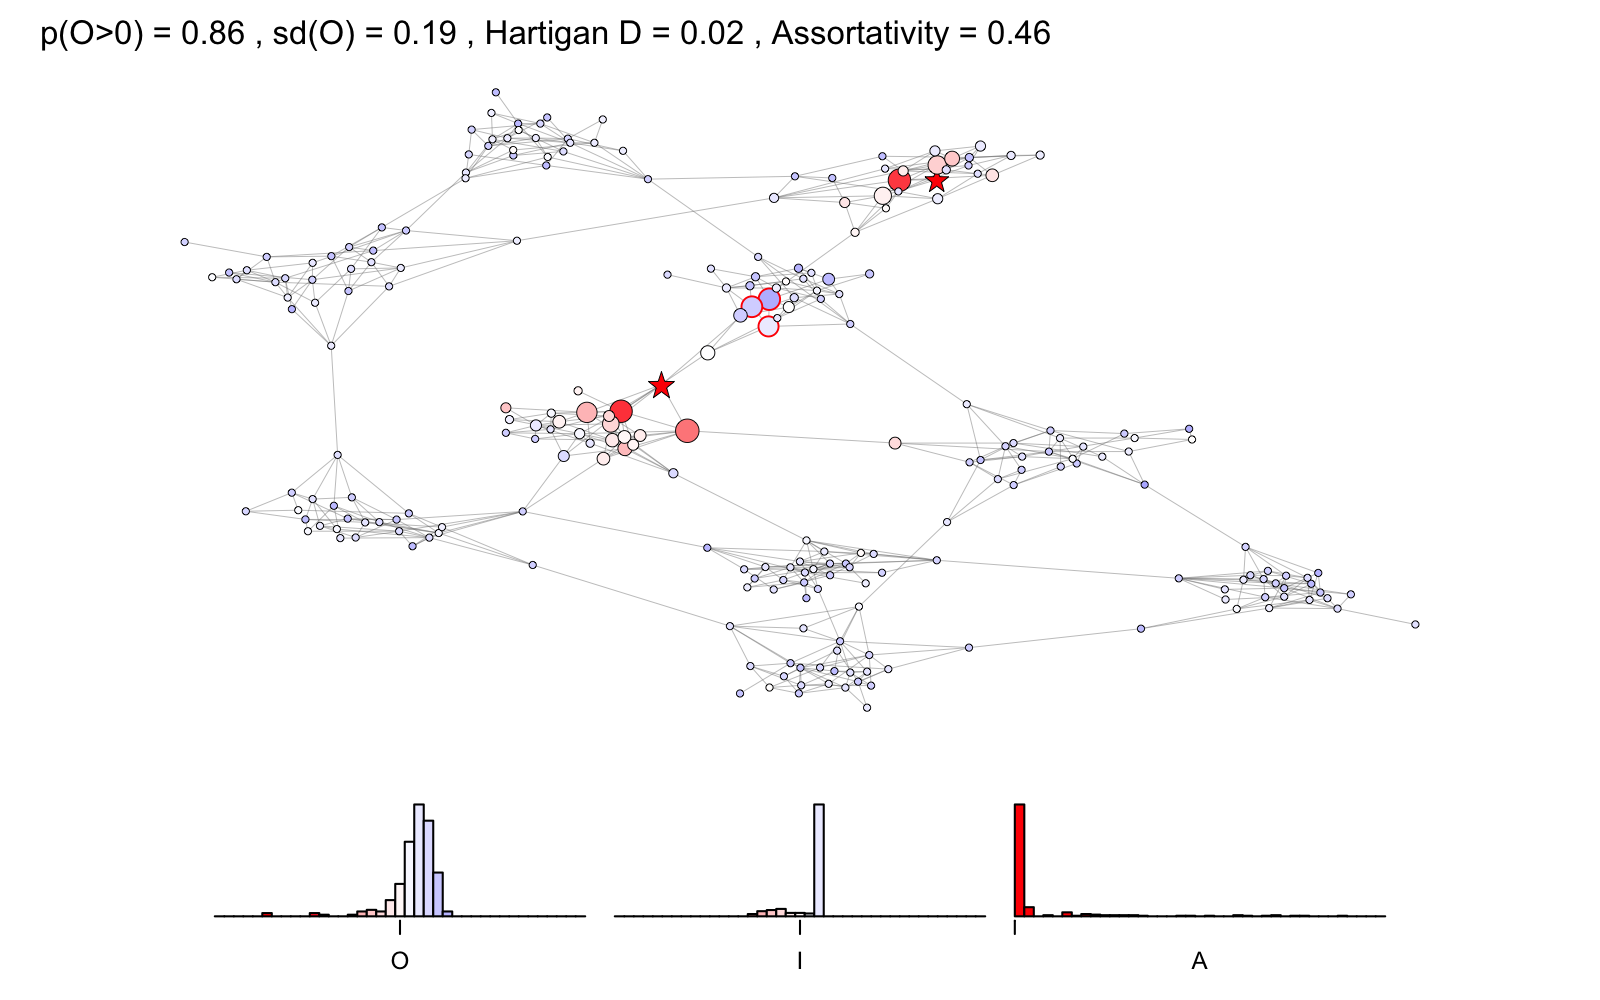 p(O>0) = 0.86 , sd(O) = 0.19 , Hartigan D = 0.02 , Assortativity = 0.46
O
I
A